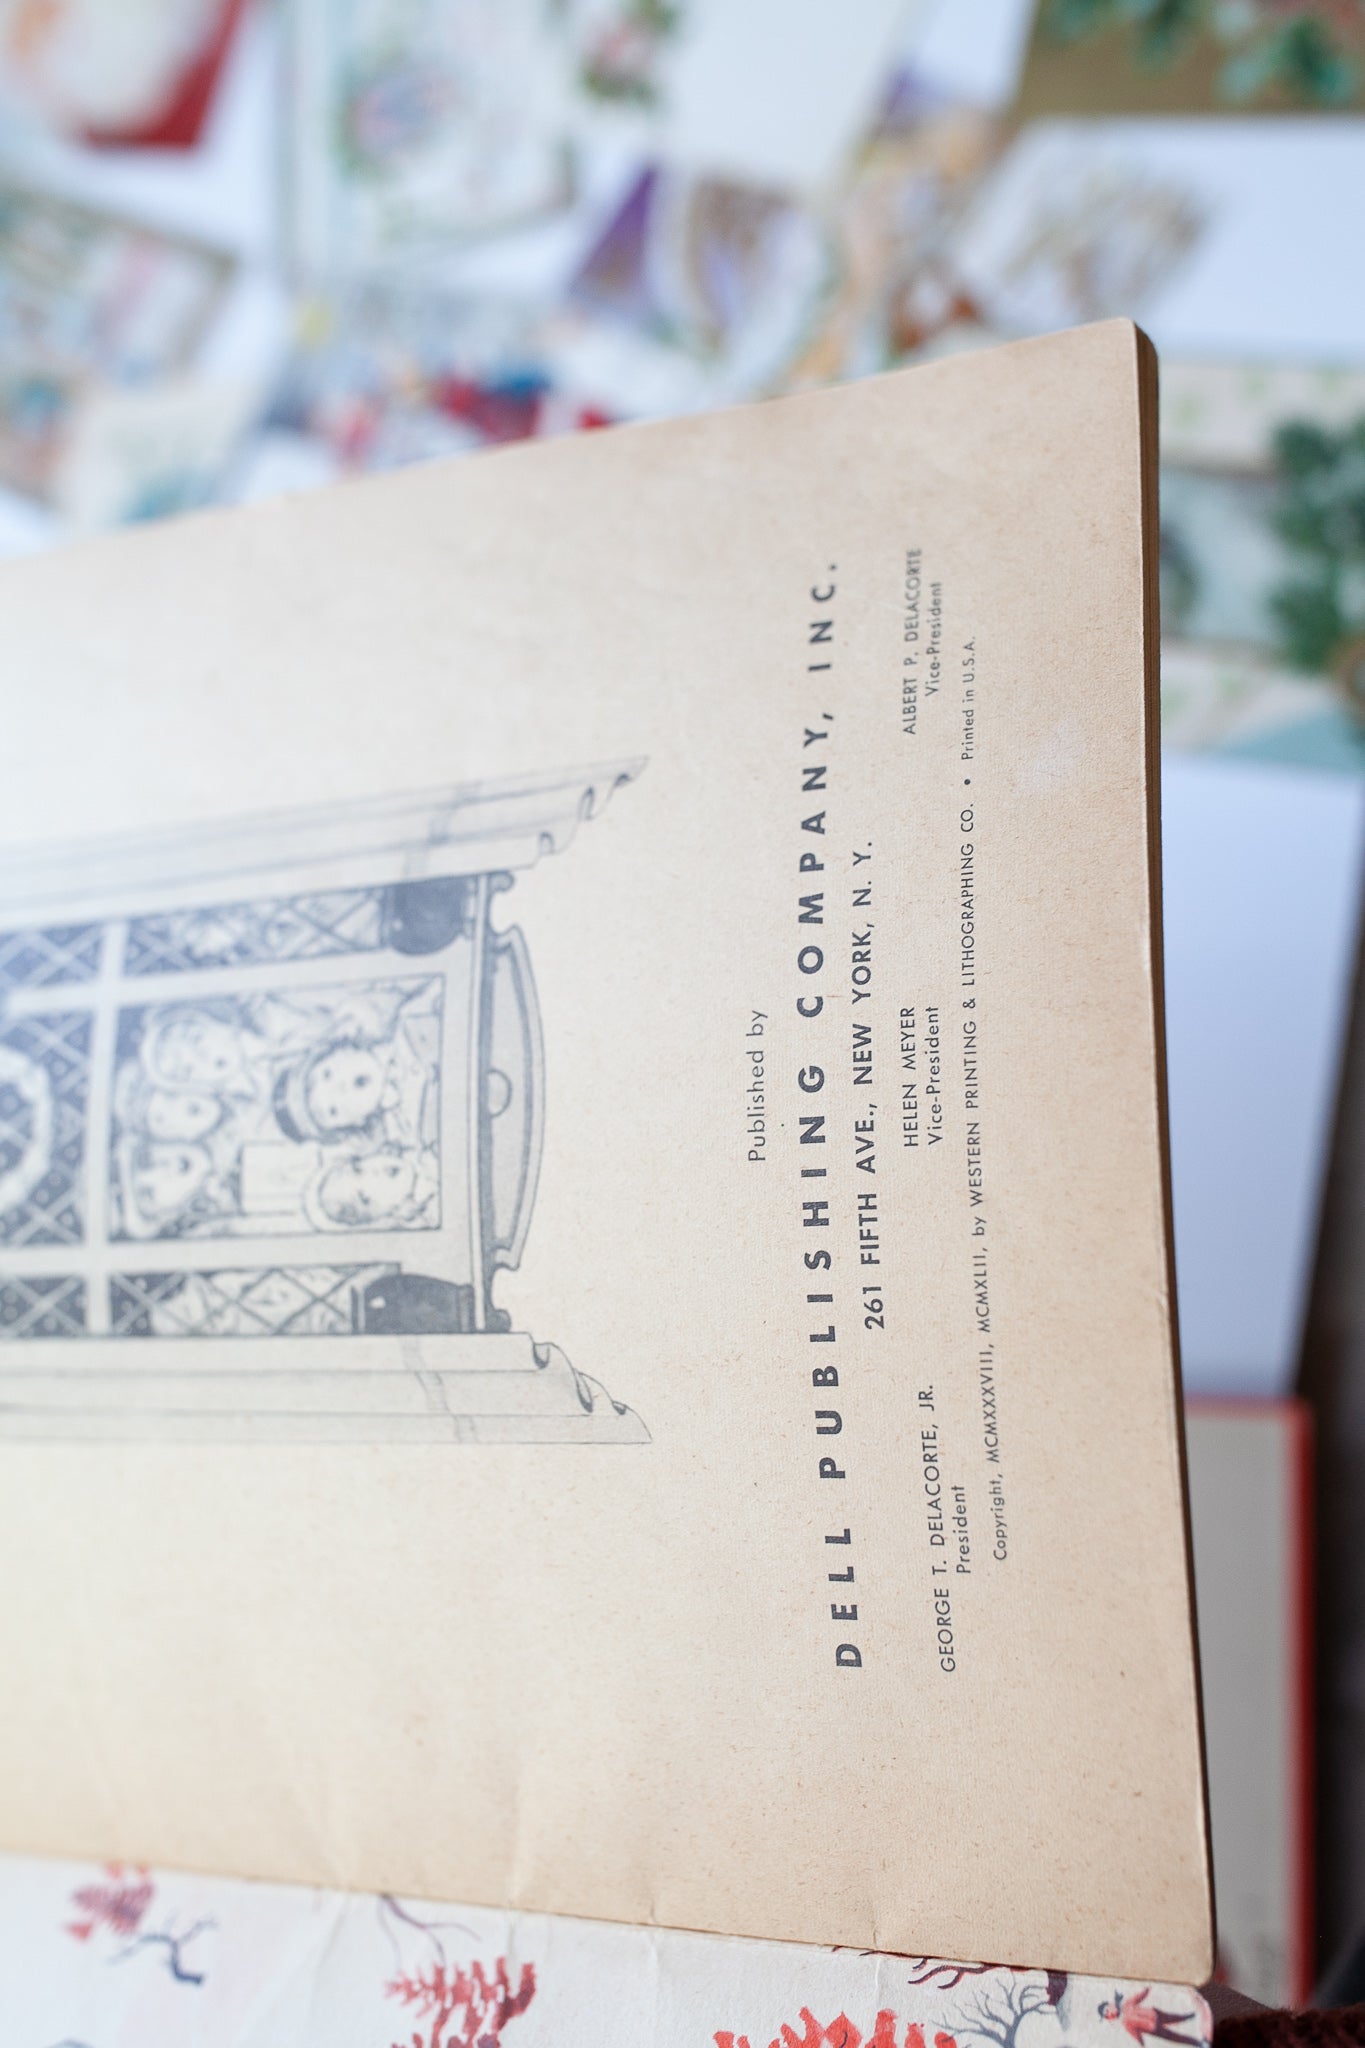 Published by
DELL PUBLISHING COMPANY, INC.
261 FIFTH AVE., NEW YORK, N. Y.
GEORGE T. DELACORTE, JR. HELEN MEYER ALBERT P. DELACORTE
President Vice-President Vice-President
Copyright, MCMXXXVIII, MCMXLII, by WESTERN PRINTING & LITHOGRAPHING CO. • Printed in U.S.A.